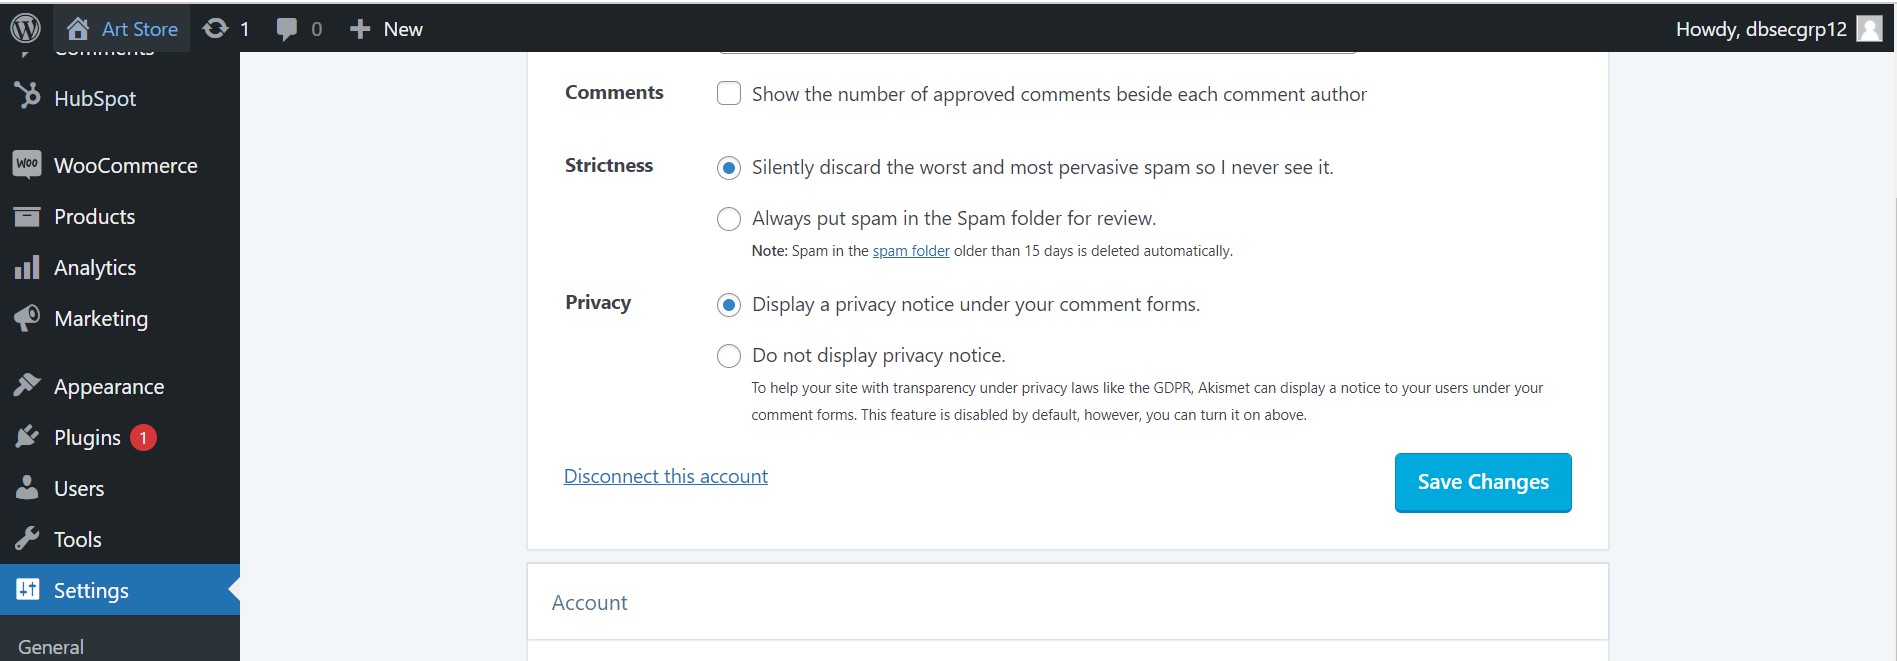 Art Store
1
0
New
Howdy, dbsecgrp12
Comments
HubSpot
WooCommerce
Products
Analytics
Marketing
Appearance
Plugins 1
Users
Tools
Settings
General
Comments
Show the number of approved comments beside each comment author
Strictness
Silently discard the worst and most pervasive spam so I never see it.
Always put spam in the Spam folder for review.
Note: Spam in the spam folder older than 15 days is deleted automatically.
Privacy
Display a privacy notice under your comment forms.
Do not display privacy notice.
To help your site with transparency under privacy laws like the GDPR, Akismet can display a notice to your users under your
comment forms. This feature is disabled by default, however, you can turn it on above.
Disconnect this account
Save Changes
Account